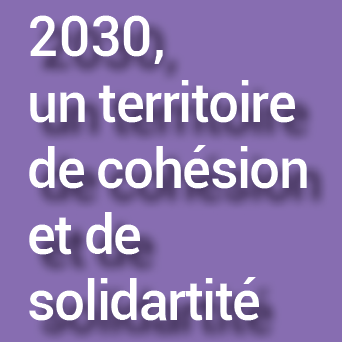 2030,
un territoire
de cohésion
et de
solidartité